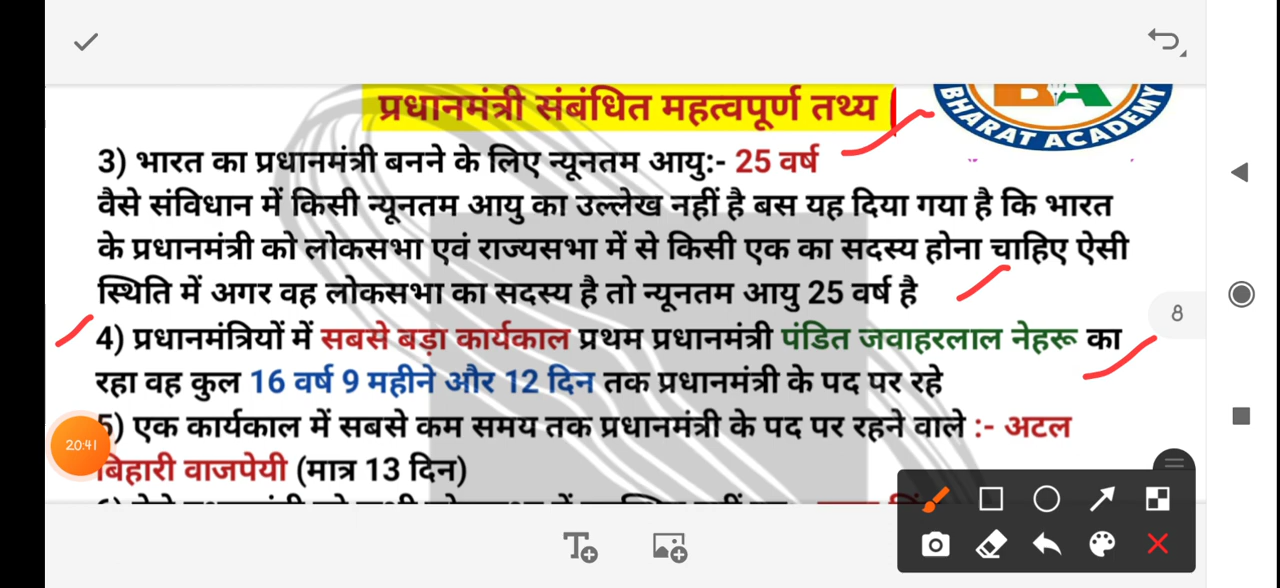 प्रधानमंत्री संबंधित महत्वपूर्ण तथ्य
BHARAT ACADEMY
3) भारत का प्रधानमंत्री बनने के लिए न्यूनतम आयु:- 25 वर्ष
वैसे संविधान में किसी न्यूनतम आयु का उल्लेख नहीं है बस यह दिया गया है कि भारत
के प्रधानमंत्री को लोकसभा एवं राज्यसभा में से किसी एक का सदस्य होना चाहिए ऐसी
स्थिति में अगर वह लोकसभा का सदस्य है तो न्यूनतम आयु 25 वर्ष है
8
4) प्रधानमंत्रियों में सबसे बड़ा कार्यकाल प्रथम प्रधानमंत्री पंडित जवाहरलाल नेहरू का
रहा वह कुल 16 वर्ष 9 महीने और 12 दिन तक प्रधानमंत्री के पद पर रहे
5) एक कार्यकाल में सबसे कम समय तक प्रधानमंत्री के पद पर रहने वाले :- अटल
20:41
बिहारी वाजपेयी (मात्र 13 दिन)